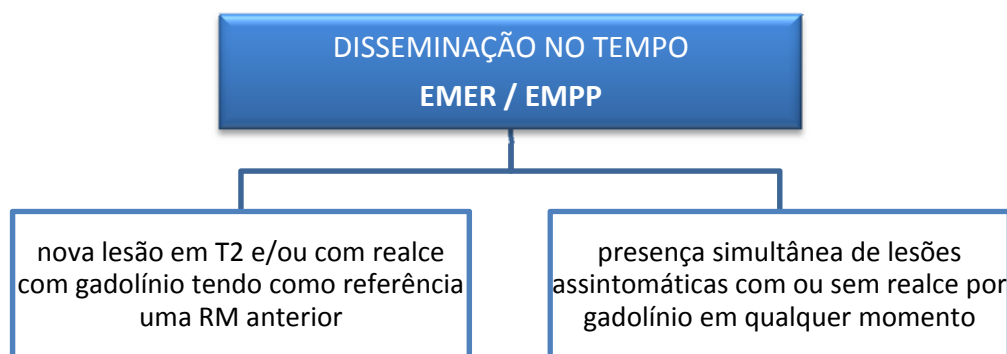 DISSEMINAÇÃO NO TEMPO
EMER / EMPP
nova lesão em T2 e/ou com realce
com gadolínio tendo como referência
uma RM anterior
presença simultânea de lesões
assintomáticas com ou sem realce por
gadolínio em qualquer momento